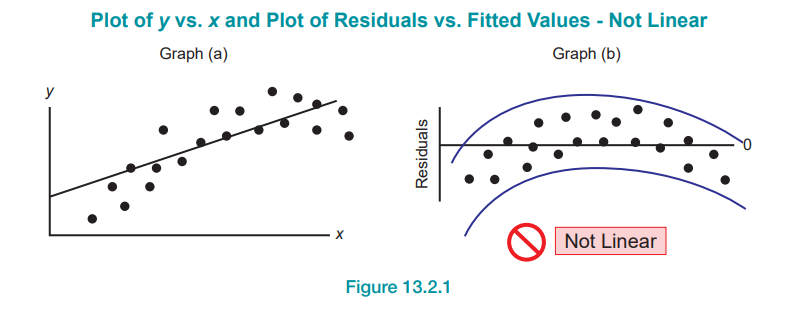 Plot of y vs. x and Plot of Residuals vs. Fitted Values - Not Linear
Graph (a)
Graph (b)
y
x
Residuals
0
Not Linear
Figure 13.2.1